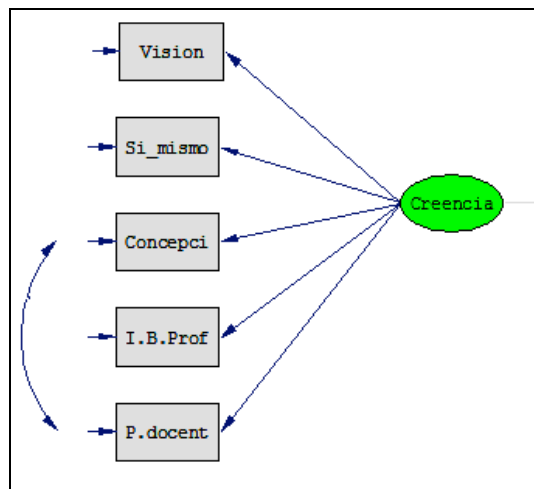 Vision
Si_mismo
Creencia
Concepci
I.B.Prof
P.docent